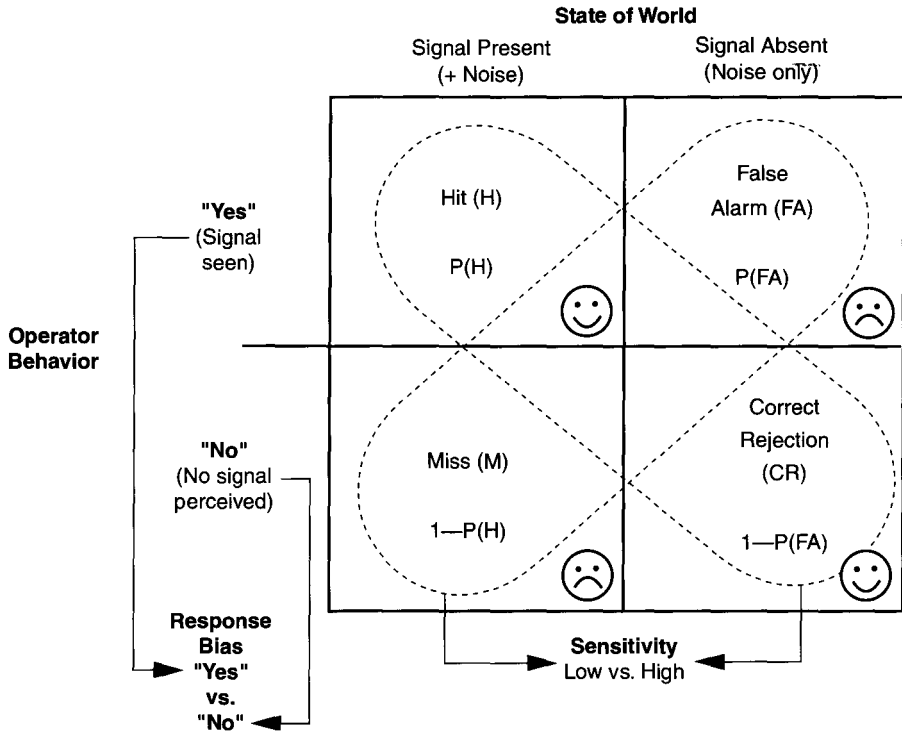 State of World
Signal Present
(+ Noise)
Signal Absent
(Noise only)
"Yes"
(Signal
seen)
Hit (H)
P(H)
False
Alarm (FA)
P(FA)
Operator
Behavior
"No"
(No signal
perceived)
Miss (M)
1—P(H)
Correct
Rejection
(CR)
1—P(FA)
Response
Bias
"Yes"
vs.
"No"
Sensitivity
Low vs. High